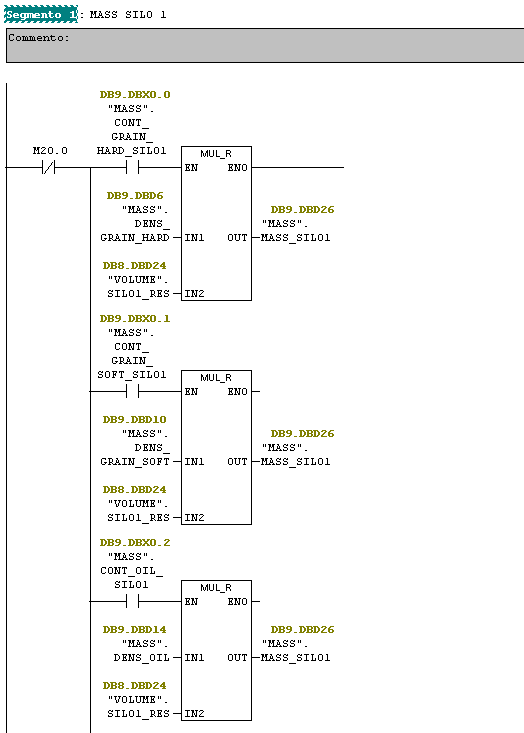 Segmento 1: MASS SILO 1
Commento:
DB9.DBX0.0
"MASS".
CONT_
GRAIN_
M20.0 HARD_SILO1
MUL_R
EN ENO
DB9.DBD6 DB9.DBD26
"MASS". "MASS".
DENS_
GRAIN_HARD IN1 OUT MASS_SILO1
DB8.DBD24
"VOLUME".
SILO1_RES IN2
DB9.DBX0.1
"MASS".
CONT_
GRAIN_
SOFT_SILO1
MUL_R
EN ENO
DB9.DBD10 DB9.DBD26
"MASS". "MASS".
DENS_
GRAIN_SOFT IN1 OUT MASS_SILO1
DB8.DBD24
"VOLUME".
SILO1_RES IN2
DB9.DBX0.2
"MASS".
CONT_OIL_
SILO1
MUL_R
EN ENO
DB9.DBD14 DB9.DBD26
"MASS". "MASS".
DENS_OIL IN1 OUT MASS_SILO1
DB8.DBD24
"VOLUME".
SILO1_RES IN2